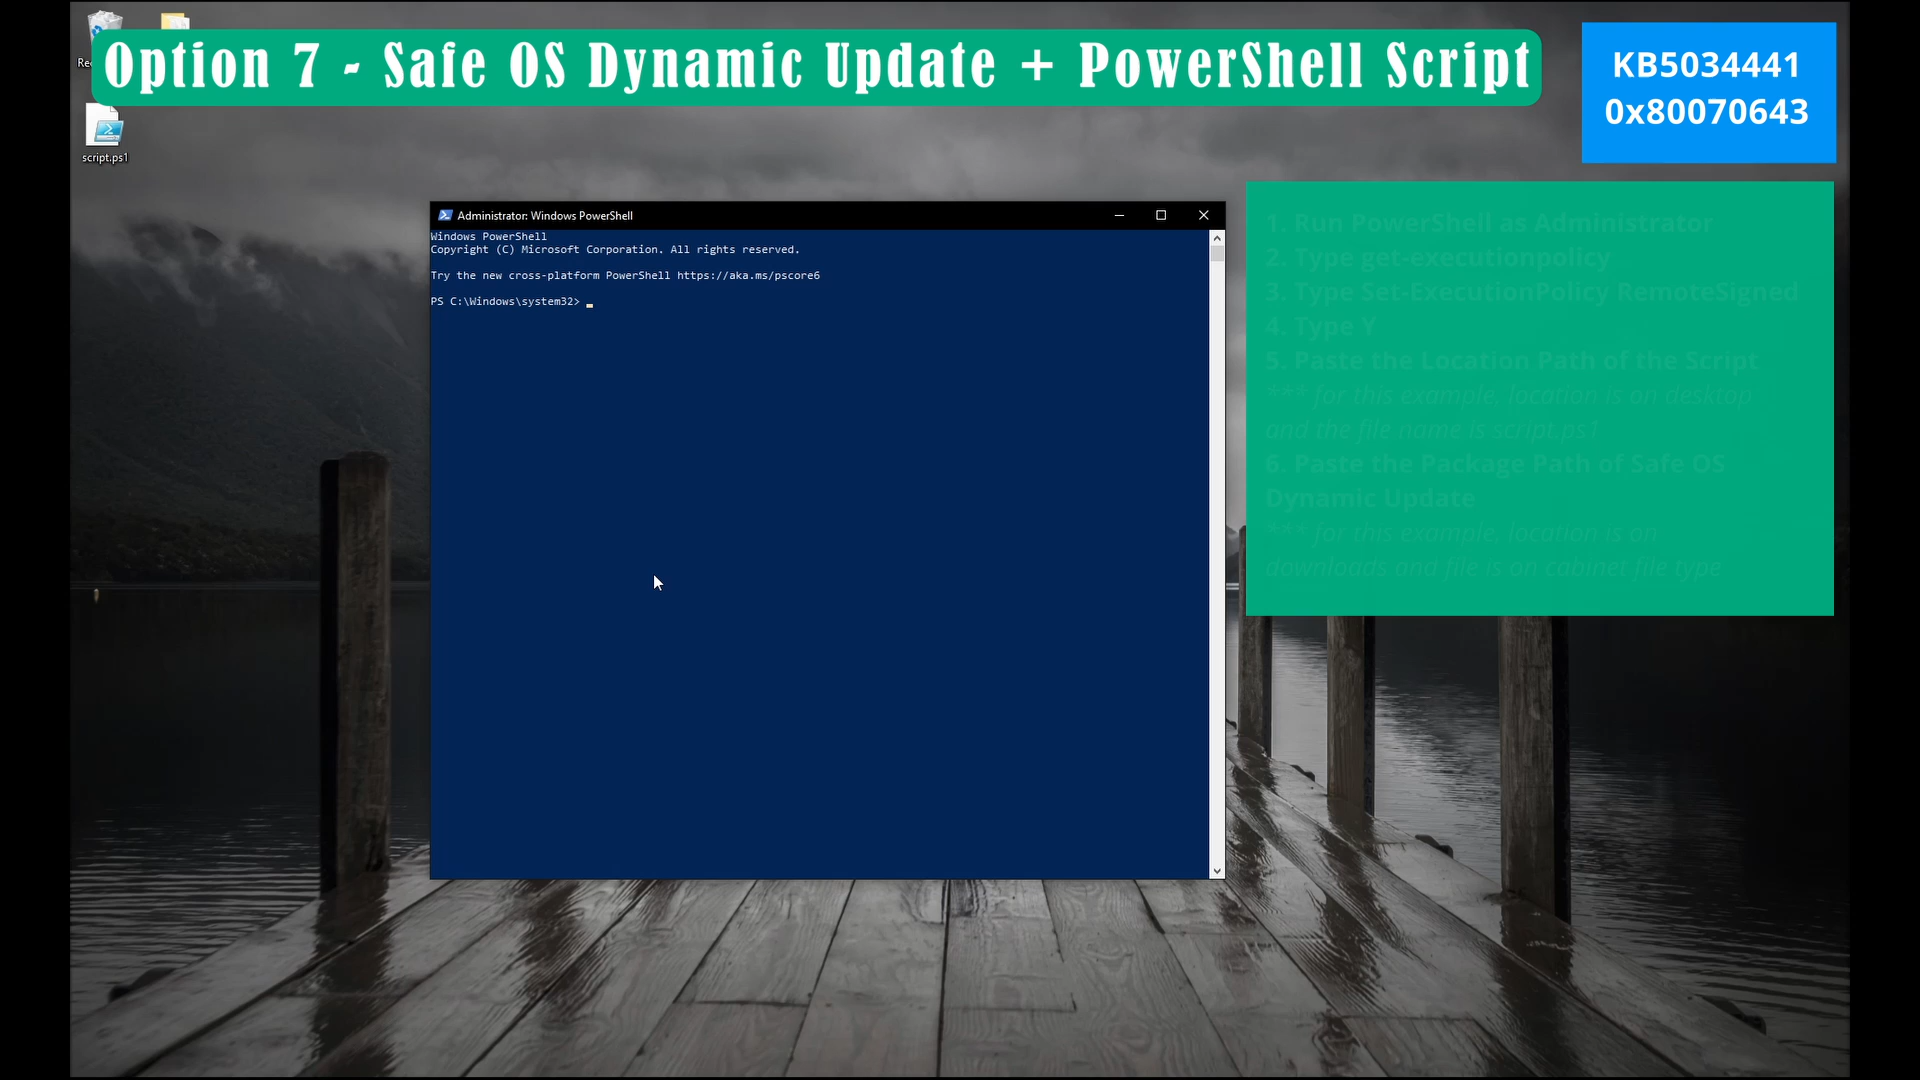 Option 7 - Safe OS Dynamic Update + PowerShell Script
KB5034441
0x80070643
script.ps1
Administrator: Windows PowerShell
Windows PowerShell
Copyright (C) Microsoft Corporation. All rights reserved.
Try the new cross-platform PowerShell https://aka.ms/pscore6
PS C:\Windows\system32>
1. Run PowerShell as Administrator
2. Type get-executionpolicy
3. Type Set-ExecutionPolicy RemoteSigned
4. Type Y
5. Paste the Location Path of the Script
*** for this example, location is on desktop
and the file name is script.ps1
6. Paste the Package Path of Safe OS
Dynamic Update
*** for this example, location is on
downloads and file is on cabinet file type